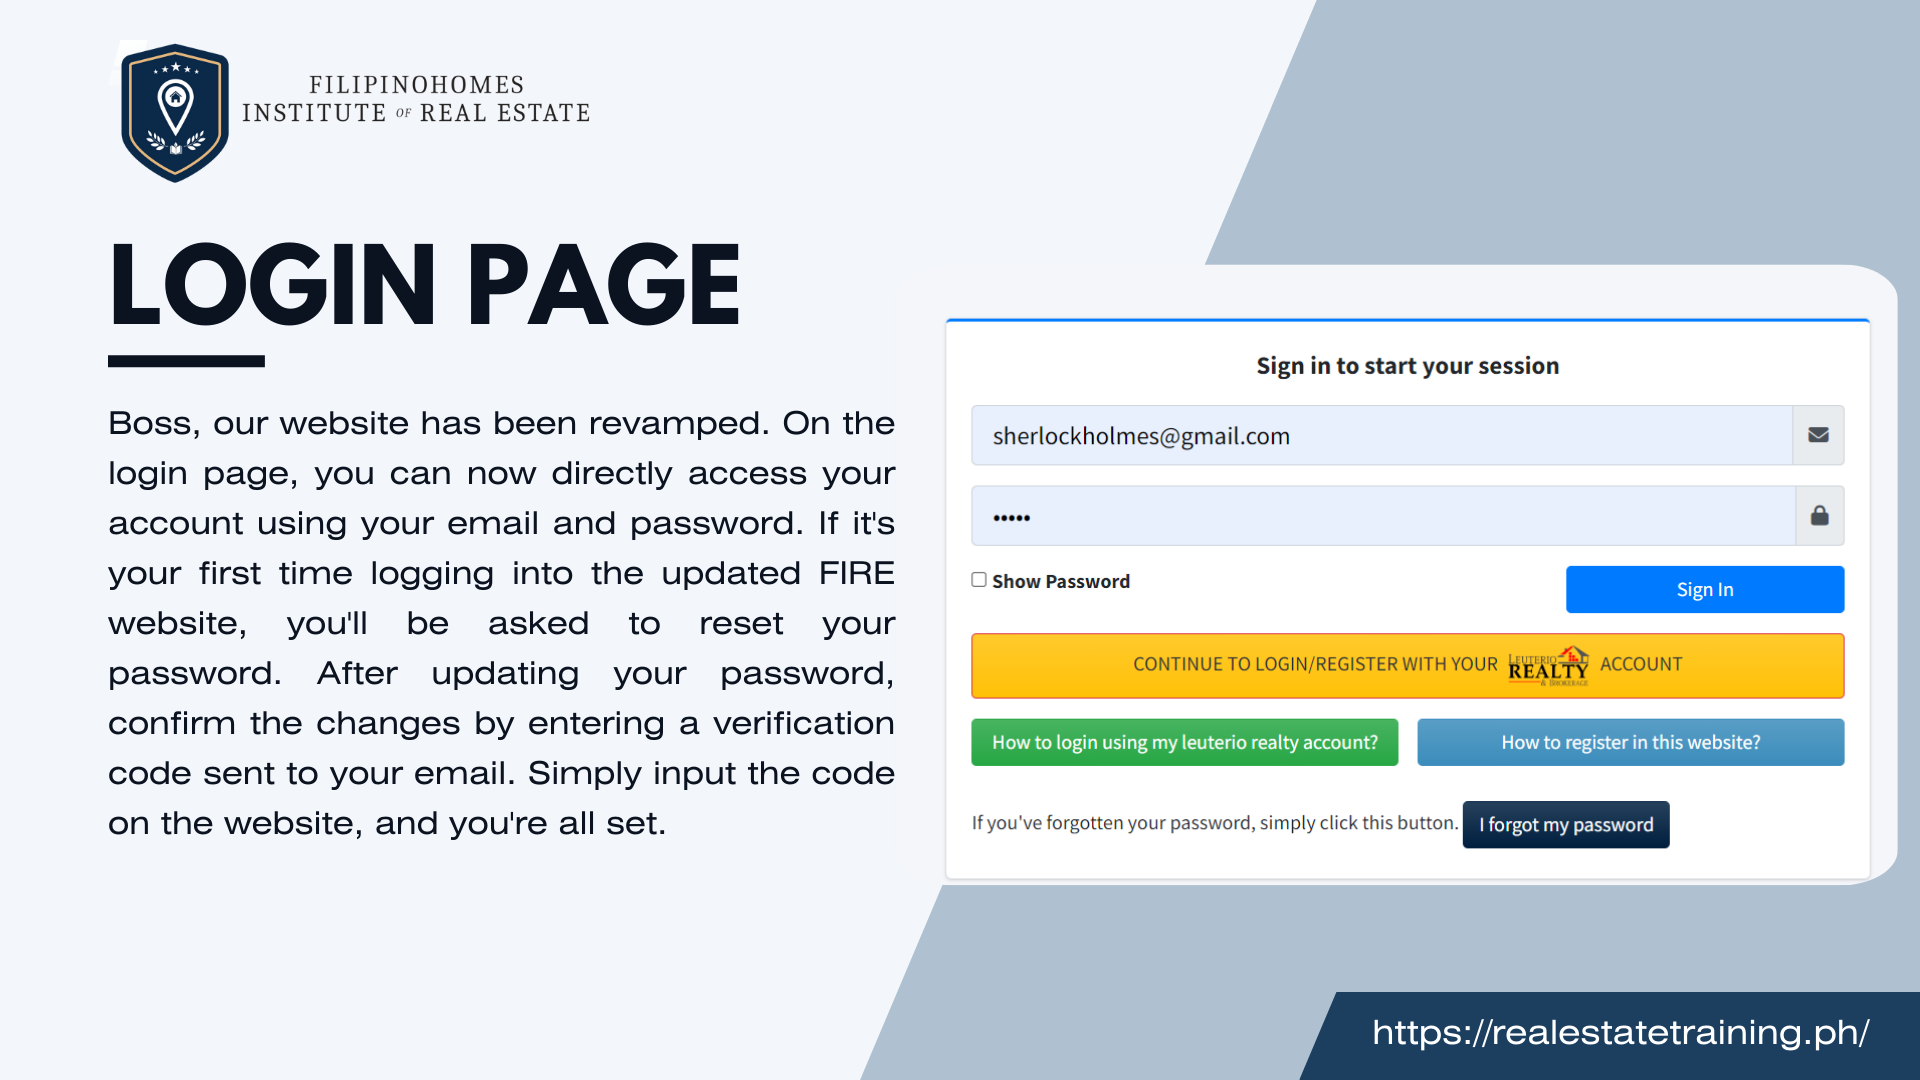 FILIPINOHOMES
INSTITUTE OF REAL ESTATE
LOGIN PAGE
Boss, our website has been revamped. On the
login page, you can now directly access your
account using your email and password. If it's
your first time logging into the updated FIRE
website, you'll be asked to reset your
password. After updating your password,
confirm the changes by entering a verification
code sent to your email. Simply input the code
on the website, and you're all set.
Sign in to start your session
sherlockholmes@gmail.com
•••••
Show Password
Sign In
CONTINUE TO LOGIN/REGISTER WITH YOUR LEUTERIO REALTY & BROKERAGE ACCOUNT
How to login using my leuterio realty account?
How to register in this website?
If you've forgotten your password, simply click this button. I forgot my password
https://realestatetraining.ph/